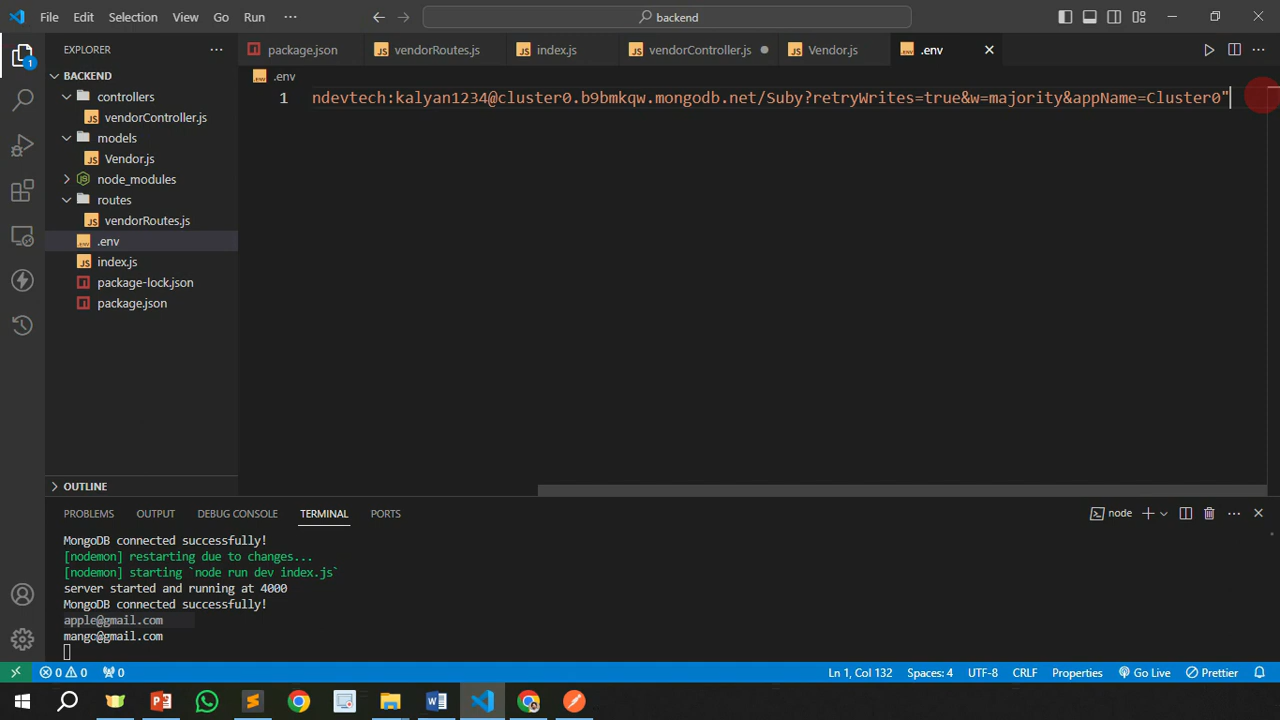 File Edit Selection View Go Run ··· backend
EXPLORER ··· package.json vendorRoutes.js index.js vendorController.js Vendor.js .env
BACKEND
.env
controllers
vendorController.js
models
Vendor.js
node_modules
routes
vendorRoutes.js
.env
index.js
package-lock.json
package.json
1 ndevtech:kalyan1234@cluster0.b9bmkqw.mongodb.net/Suby?retryWrites=true&w=majority&appName=Cluster0"
OUTLINE
PROBLEMS OUTPUT DEBUG CONSOLE TERMINAL PORTS node
MongoDB connected successfully!
[nodemon] restarting due to changes...
[nodemon] starting `node run dev index.js`
server started and running at 4000
MongoDB connected successfully!
apple@gmail.com
mango@gmail.com
0 0 0 Ln 1, Col 132 Spaces: 4 UTF-8 CRLF Properties Go Live Prettier